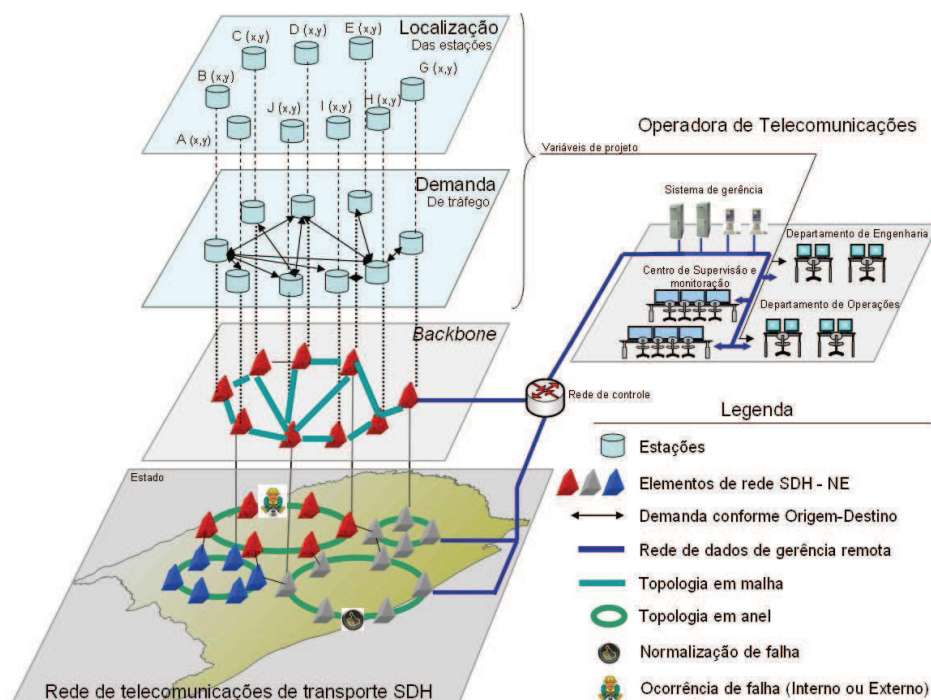 Localização
Das estações
C (x,y)
D (x,y)
E (x,y)
B (x,y)
G (x,y)
A (x,y)
J (x,y)
I (x,y)
H (x,y)
Demanda
De tráfego
Backbone
Estado
Rede de telecomunicações de transporte SDH
Operadora de Telecomunicações
Variáveis de projeto
Sistema de gerência
Departamento de Engenharia
Centro de Supervisão e
monitoração
Departamento de Operações
Rede de controle
Legenda
Estações
Elementos de rede SDH - NE
Demanda conforme Origem-Destino
Rede de dados de gerência remota
Topologia em malha
Topologia em anel
Normalização de falha
Ocorrência de falha (Interno ou Externo)